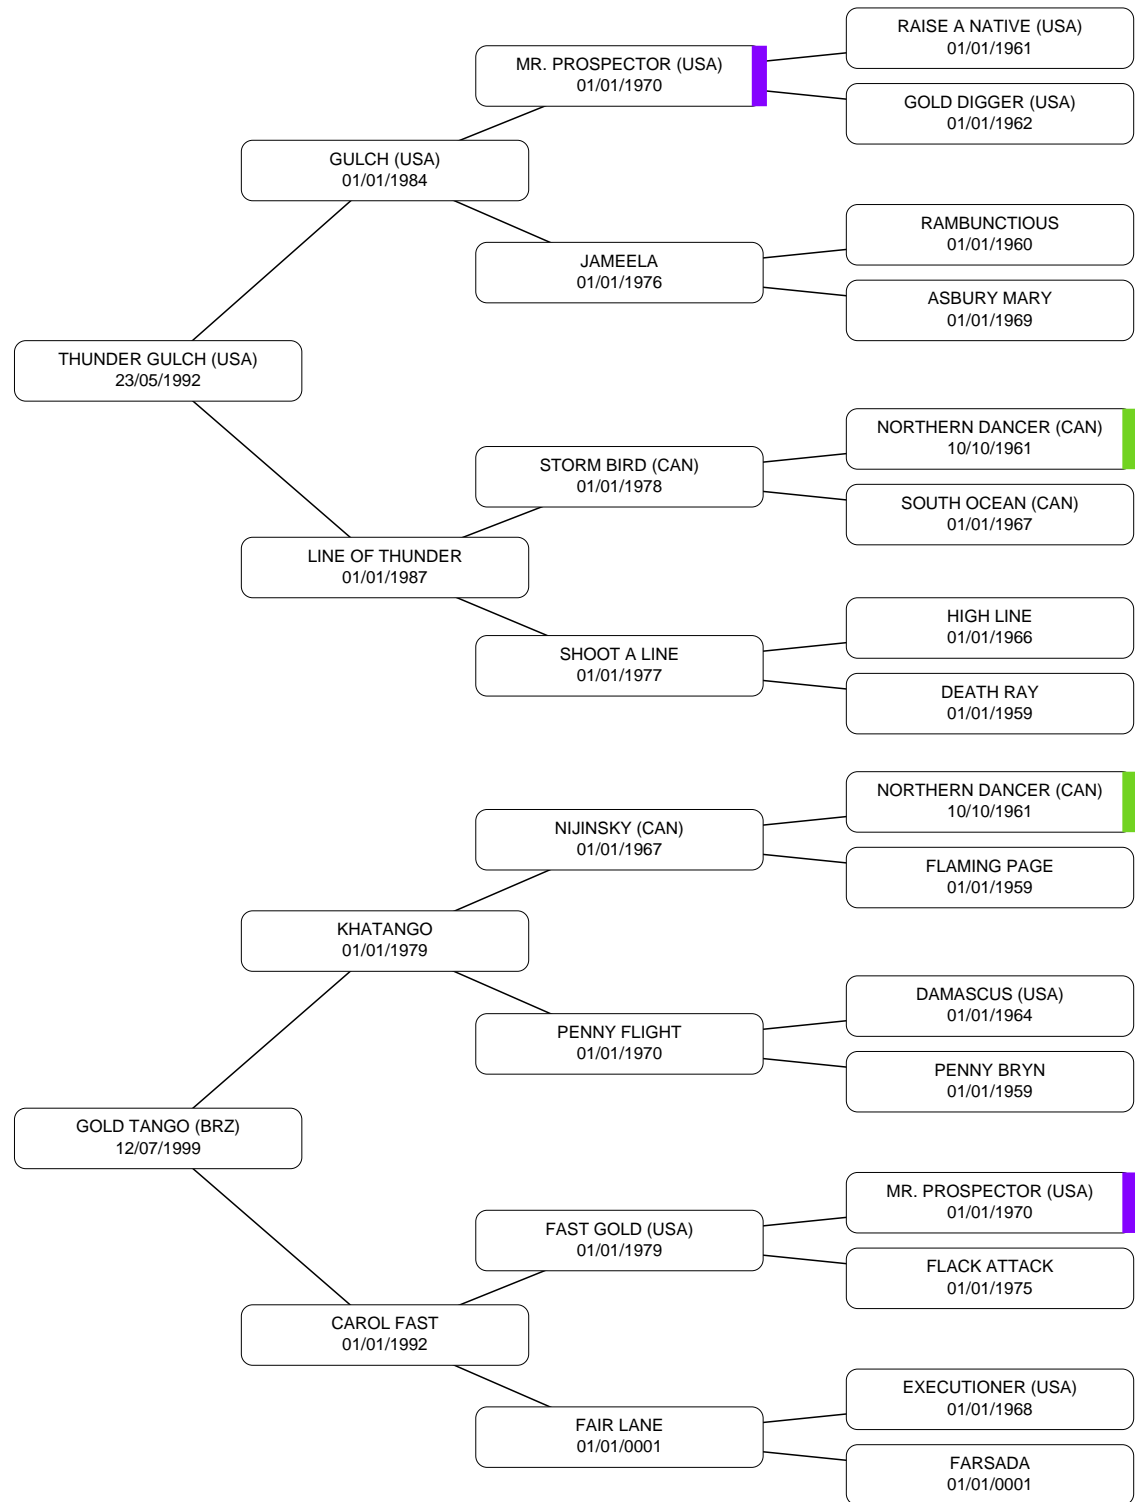 RAISE A NATIVE (USA)
01/01/1961
MR. PROSPECTOR (USA)
01/01/1970
GOLD DIGGER (USA)
01/01/1962
GULCH (USA)
01/01/1984
RAMBUNCTIOUS
01/01/1960
JAMEELA
01/01/1976
ASBURY MARY
01/01/1969
THUNDER GULCH (USA)
23/05/1992
NORTHERN DANCER (CAN)
10/10/1961
STORM BIRD (CAN)
01/01/1978
SOUTH OCEAN (CAN)
01/01/1967
LINE OF THUNDER
01/01/1987
HIGH LINE
01/01/1966
SHOOT A LINE
01/01/1977
DEATH RAY
01/01/1959
NORTHERN DANCER (CAN)
10/10/1961
NIJINSKY (CAN)
01/01/1967
FLAMING PAGE
01/01/1959
KHATANGO
01/01/1979
DAMASCUS (USA)
01/01/1964
PENNY FLIGHT
01/01/1970
PENNY BRYN
01/01/1959
GOLD TANGO (BRZ)
12/07/1999
MR. PROSPECTOR (USA)
01/01/1970
FAST GOLD (USA)
01/01/1979
FLACK ATTACK
01/01/1975
CAROL FAST
01/01/1992
EXECUTIONER (USA)
01/01/1968
FAIR LANE
01/01/0001
FARSADA
01/01/0001